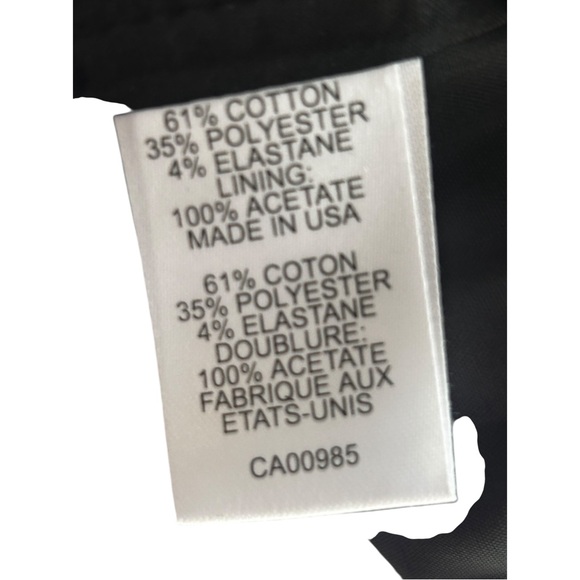 61% COTTON
35% POLYESTER
4% ELASTANE
LINING:
100% ACETATE
MADE IN USA
61% COTON
35% POLYESTER
4% ELASTANE
DOUBLURE:
100% ACETATE
FABRIQUE AUX
ETATS-UNIS
CA00985